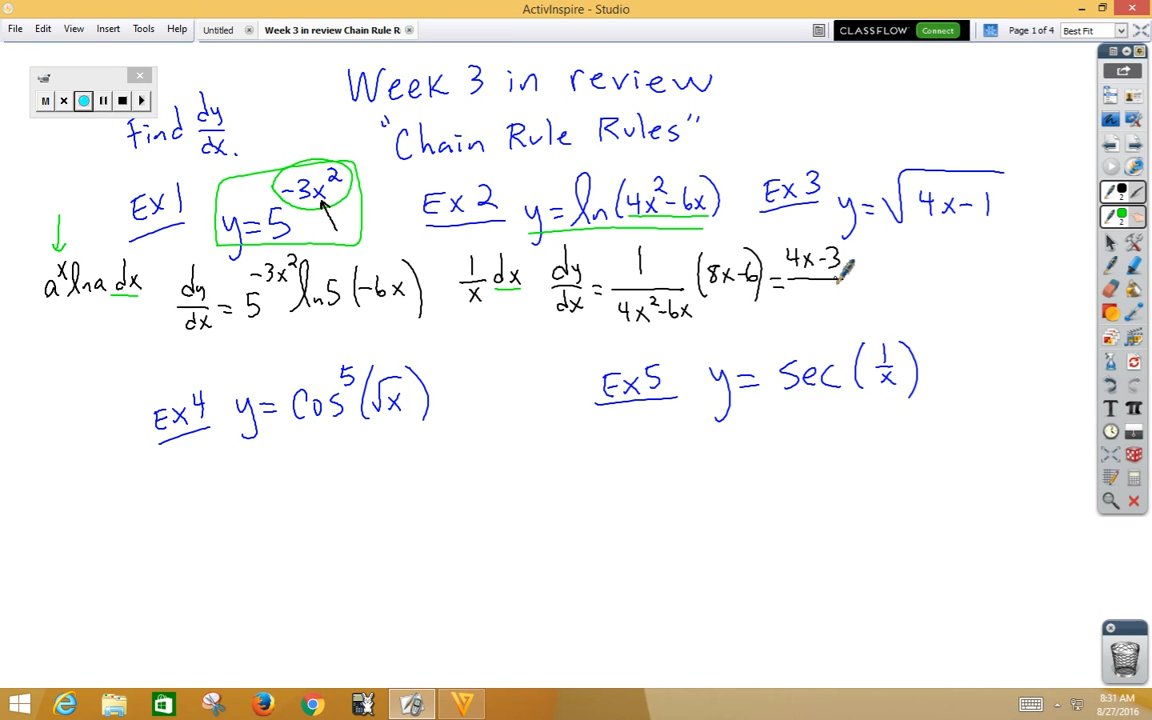 ActivInspire - Studio
File Edit View Insert Tools Help Untitled Week 3 in review Chain Rule R CLASSFLOW Connect Page 1 of 4 Best Fit
M
Week 3 in review
Find dy/dx.
"Chain Rule Rules"
Ex 1 y=5^(-3x^2)
Ex 2 y=ln(4x^2-6x)
Ex 3 y=√(4x-1)
a^x ln a dx dy/dx = 5^(-3x^2) ln5 (-6x)
1/x dx dy/dx = 1/(4x^2-6x) (8x-6) = 4x-3
Ex 4 y=cos^5(√x)
Ex 5 y=sec(1/x)
2
2
T π
8:31 AM
8/27/2016